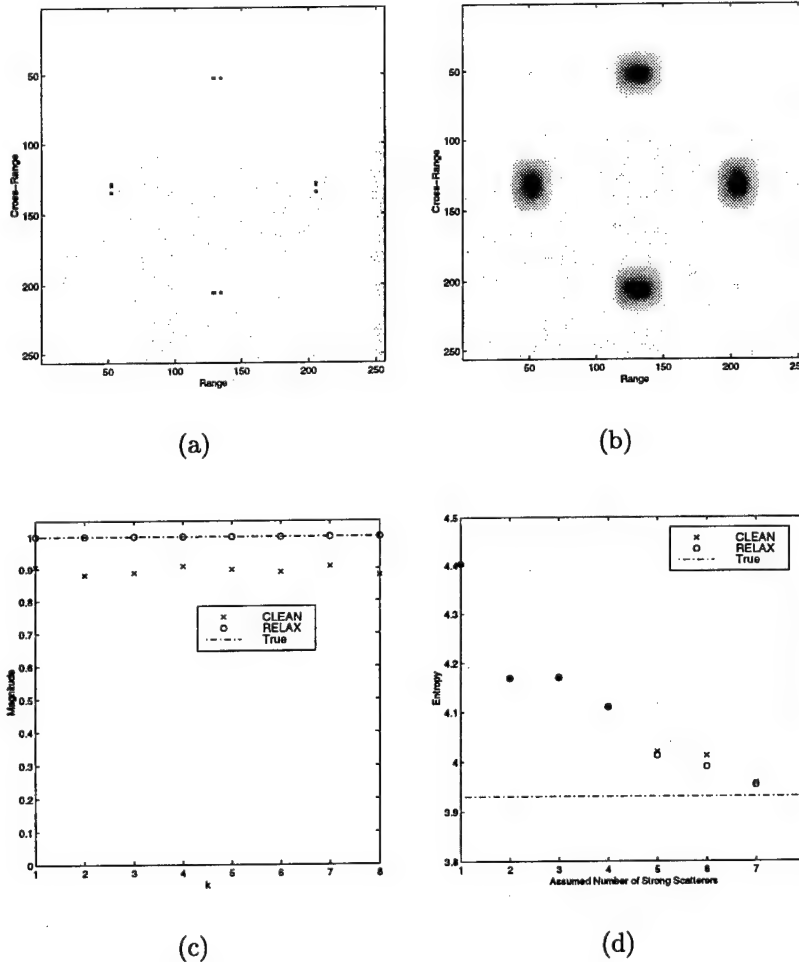 50
100
150
200
250
Cross-Range
50 100 150 200 250
Range
(a)
50
100
150
200
250
Cross-Range
50 100 150 200 250
Range
(b)
10
0.9
0.8
0.7
0.6
0.5
0.4
0.3
0.2
0.1
0
Magnitude
CLEAN
RELAX
True
1 2 3 4 5 6 7 8
k
(c)
4.5
4.4
4.3
4.2
4.1
4
3.9
3.8
Entropy
CLEAN
RELAX
True
1 2 3 4 5 6 7
Assumed Number of Strong Scatterers
(d)